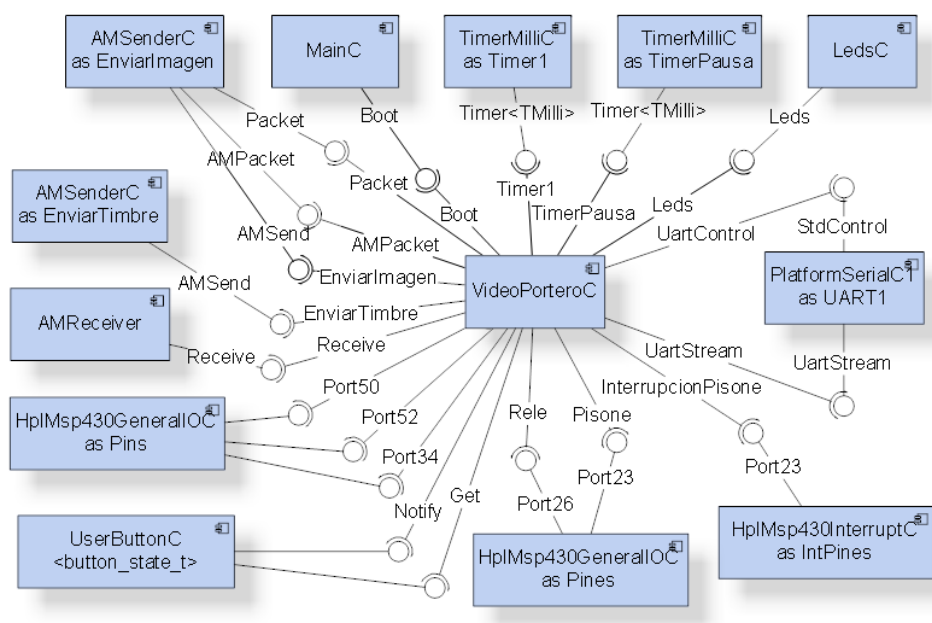 AMSenderC
as EnviarImagen
MainC
TimerMilliC
as Timer1
TimerMilliC
as TimerPausa
LedsC
Packet
Boot
Timer<TMilli>
Timer<TMilli>
Leds
AMPacket
Packet
Boot
Timer1
TimerPausa
Leds
AMSenderC
as EnviarTimbre
AMSend
AMPacket
UartControl
StdControl
EnviarImagen
VideoPorteroC
PlatformSerialC1
as UART1
AMSend
EnviarTimbre
AMReceiver
Receive
Receive
UartStream
UartStream
Port50
InterrupcionPisone
HplMsp430GeneralIOC
as Pins
Port52
Rele
Pisone
Port34
Port23
Port23
Get
Port26
Notify
UserButtonC
<button_state_t>
HplMsp430GeneralIOC
as Pines
HplMsp430InterruptC
as IntPines